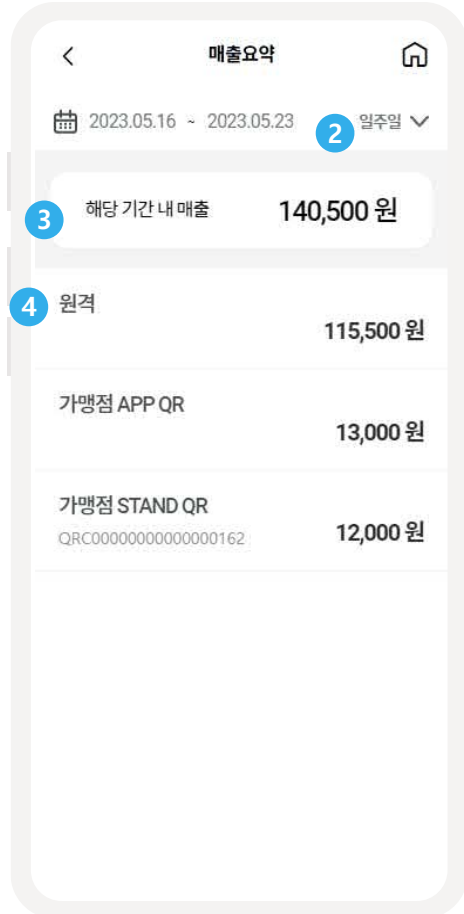 매출요약
2023.05.16 ~ 2023.05.23 2 일주일
3 해당 기간 내 매출 140,500 원
4 원격
115,500 원
가맹점 APP QR
13,000 원
가맹점 STAND QR
QRC00000000000000162 12,000 원